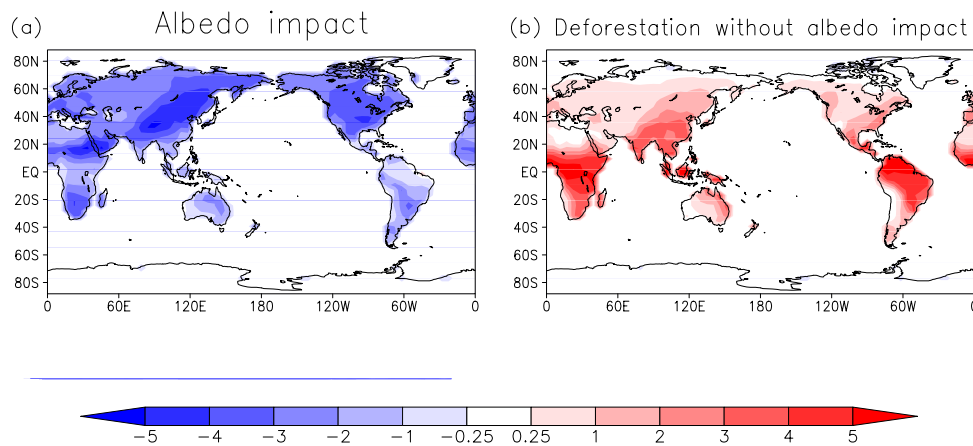 (a) Albedo impact
(b) Deforestation without albedo impact
80N
60N
40N
20N
EQ
20S
40S
60S
80S
0 60E 120E 180 120W 60W 0
80N
60N
40N
20N
EQ
20S
40S
60S
80S
0 60E 120E 180 120W 60W 0
-5 -4 -3 -2 -1 -0.25 0.25 1 2 3 4 5